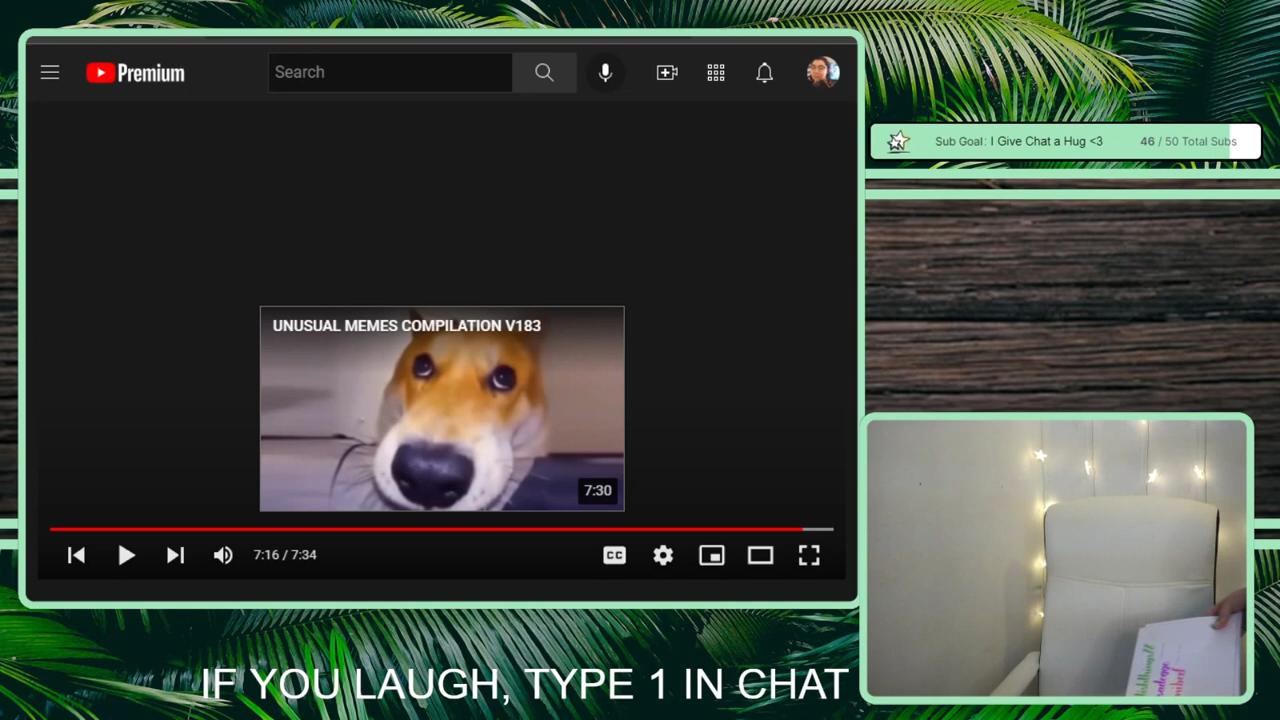 Premium
Search
Sub Goal: I Give Chat a Hug <3 46 / 50 Total Subs
UNUSUAL MEMES COMPILATION V183
7:30
7:16 / 7:34
CC
IF YOU LAUGH, TYPE 1 IN CHAT